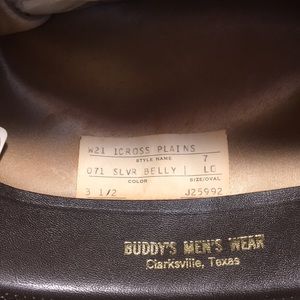 W21 1CROSS PLAINS
STYLE NAME 7
071 SLVR BELLY LO
COLOR SIZE/OVAL
3 1/2 J25992
BUDDY'S MEN'S WEAR
Clarksville, Texas